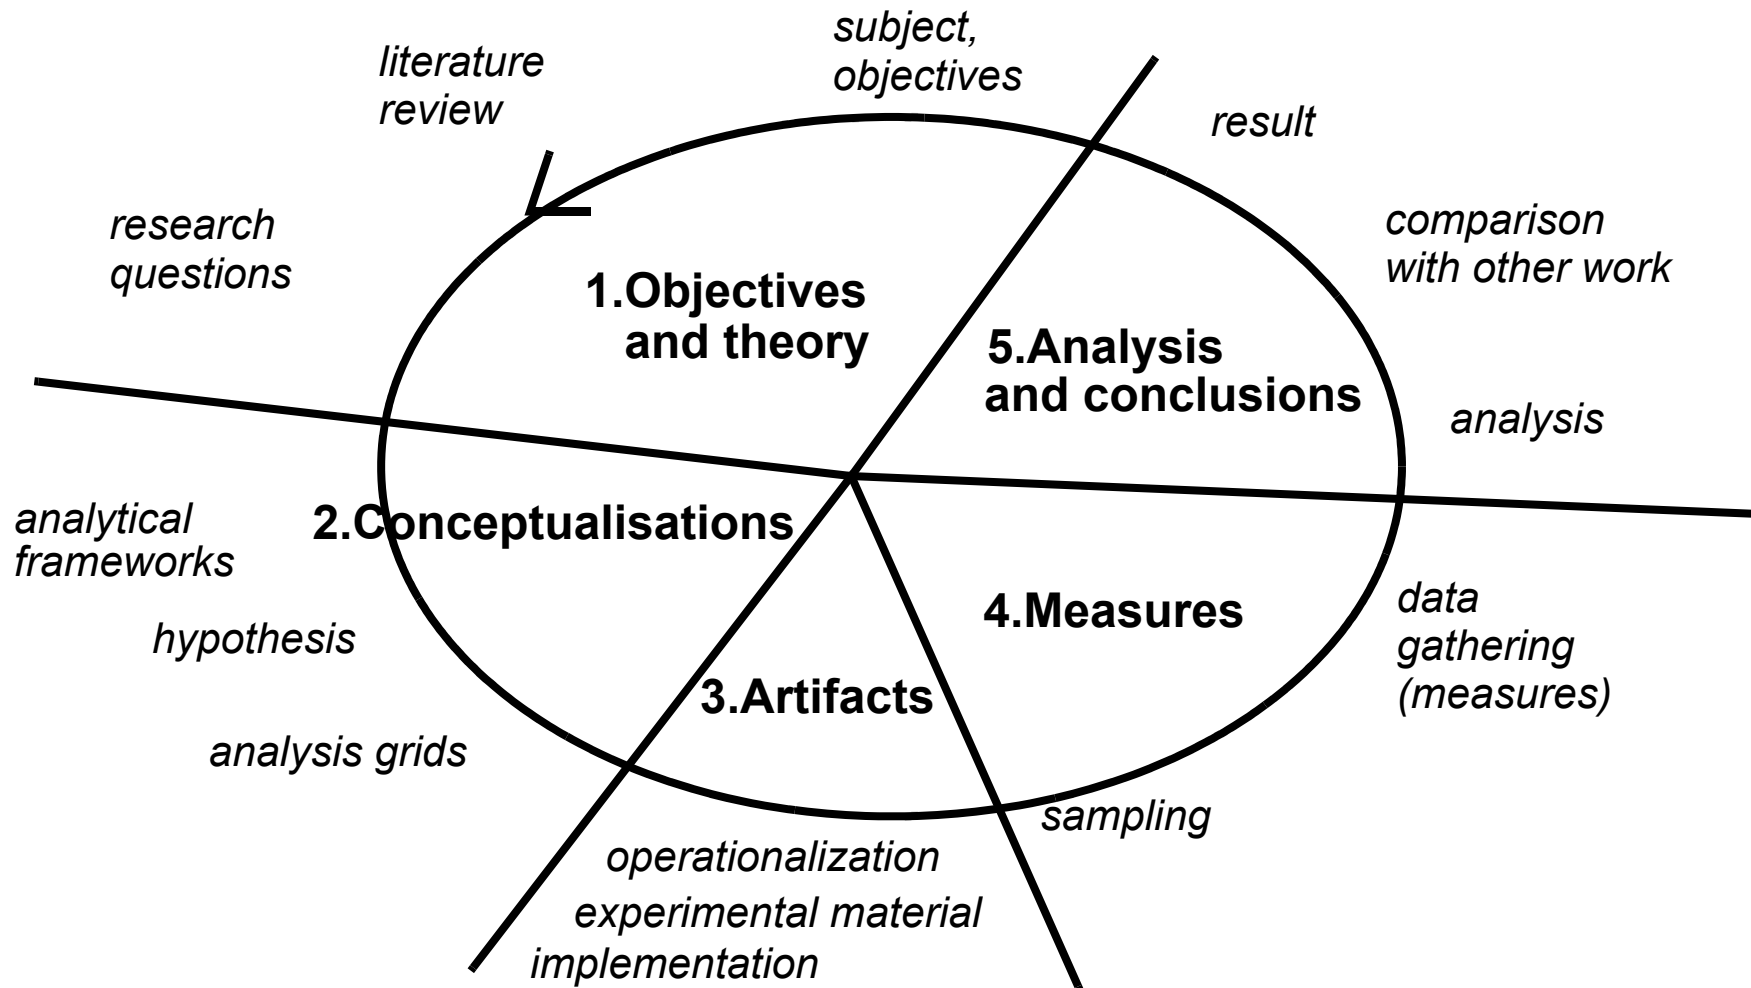 subject,
objectives
literature
review
research
questions
1.Objectives
and theory
analytical
frameworks
hypothesis
analysis grids
2.Conceptualisations
3.Artifacts
operationalization
experimental material
implementation
4.Measures
sampling
data
gathering
(measures)
5.Analysis
and conclusions
analysis
comparison
with other work
result